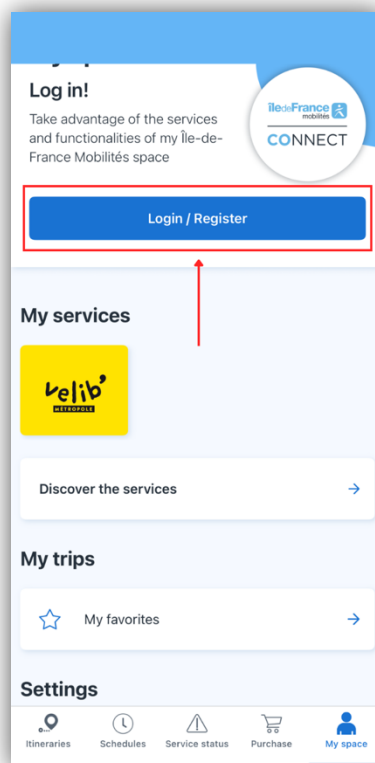 Log in!
Take advantage of the services
and functionalities of my Île-de-
France Mobilités space
îledeFrance
mobilités
CONNECT
Login / Register
My services
velib'
MÉTROPOLE
Discover the services
My trips
My favorites
Settings
Itineraries
Schedules
Service status
Purchase
My space